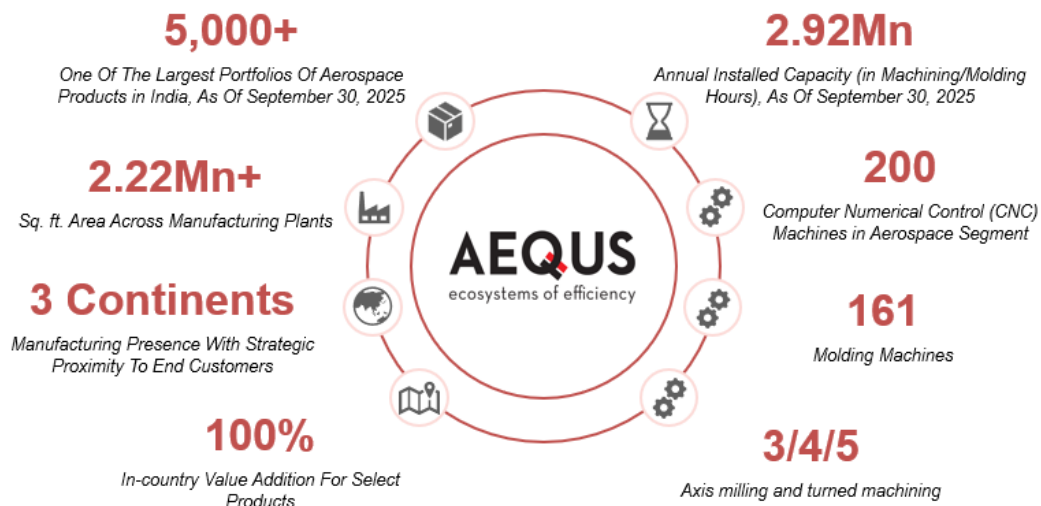 5,000+
One Of The Largest Portfolios Of Aerospace
Products in India, As Of September 30, 2025
2.22Mn+
Sq. ft. Area Across Manufacturing Plants
3 Continents
Manufacturing Presence With Strategic
Proximity To End Customers
100%
In-country Value Addition For Select
Products
AEQUS
ecosystems of efficiency
2.92Mn
Annual Installed Capacity (in Machining/Molding
Hours), As Of September 30, 2025
200
Computer Numerical Control (CNC)
Machines in Aerospace Segment
161
Molding Machines
3/4/5
Axis milling and turned machining